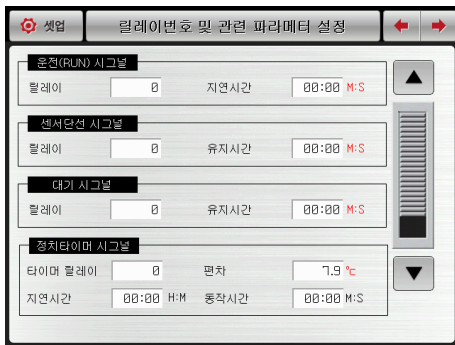 셋업 릴레이번호 및 관련 파라메터 설정
운전(RUN) 시그널
릴레이 0 지연시간 00:00 M:S
센서단선 시그널
릴레이 0 유지시간 00:00 M:S
대기 시그널
릴레이 0 유지시간 00:00 M:S
정치타이머 시그널
타이머 릴레이 0 편차 7.9 ℃
지연시간 00:00 H:M 동작시간 00:00 M:S